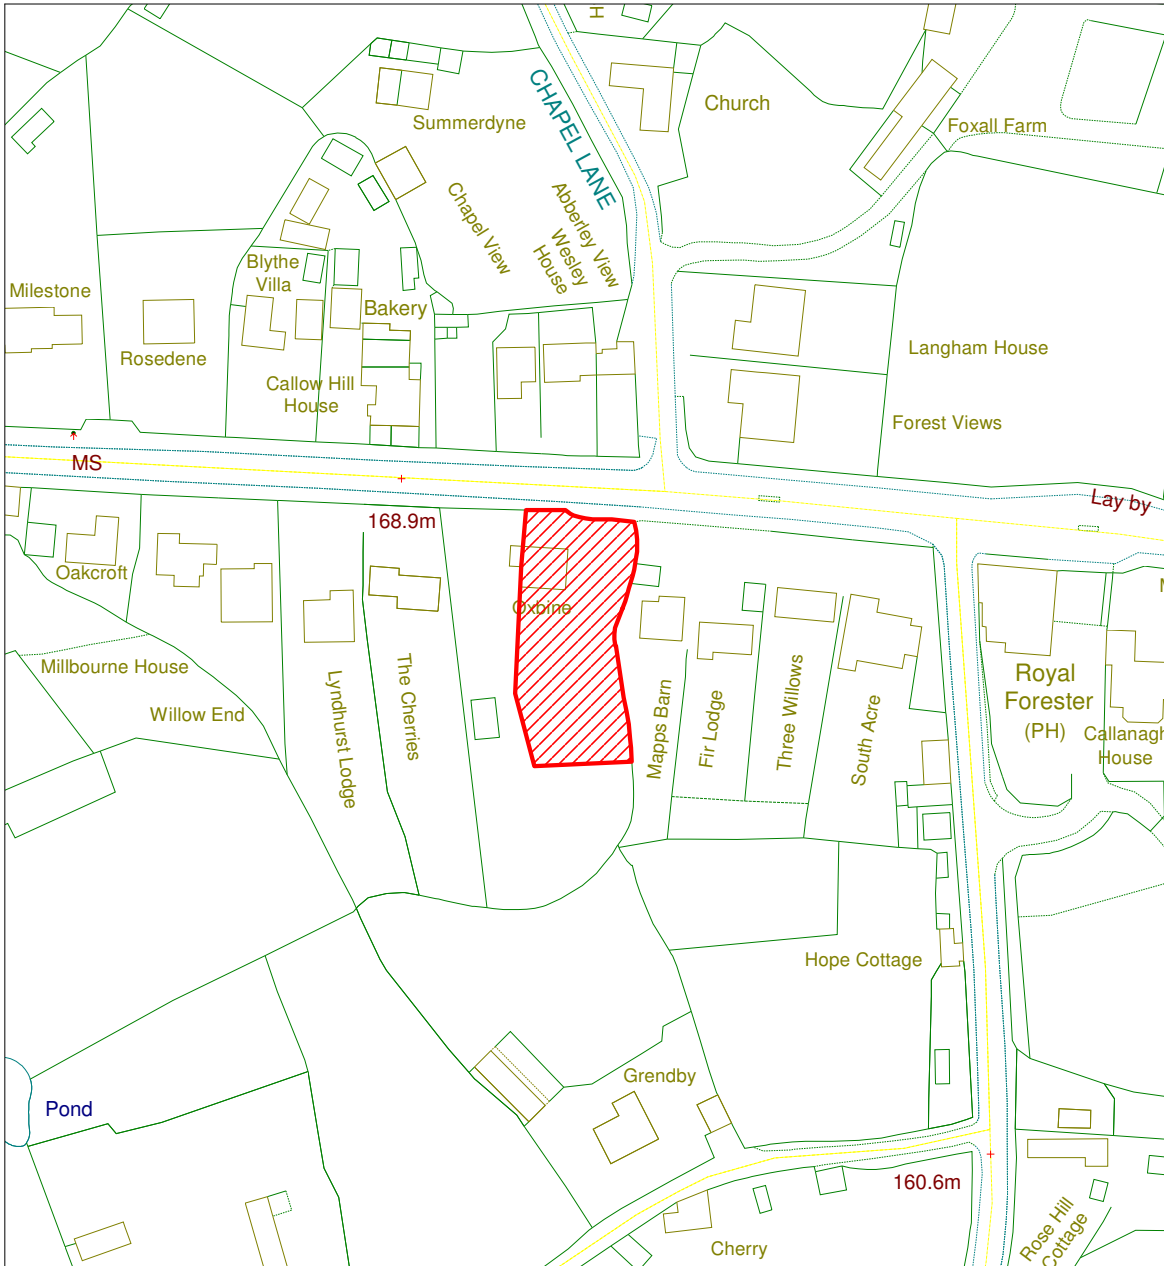 H
CHAPEL LANE
Church
Summerdyne
Foxall Farm
Chapel View
Abberley View
Wesley
House
Blythe
Villa
Milestone
Bakery
Rosedene
Langham House
Callow Hill
House
Forest Views
MS
Lay by
168.9m
Oakcroft
Oxbine
Millbourne House
Willow End
Lyndhurst Lodge
The Cherries
Mapps Barn
Fir Lodge
Three Willows
South Acre
Royal
Forester
(PH)
Callanagh
House
Hope Cottage
Grendby
Pond
160.6m
Cherry
Rose Hill
Cottage